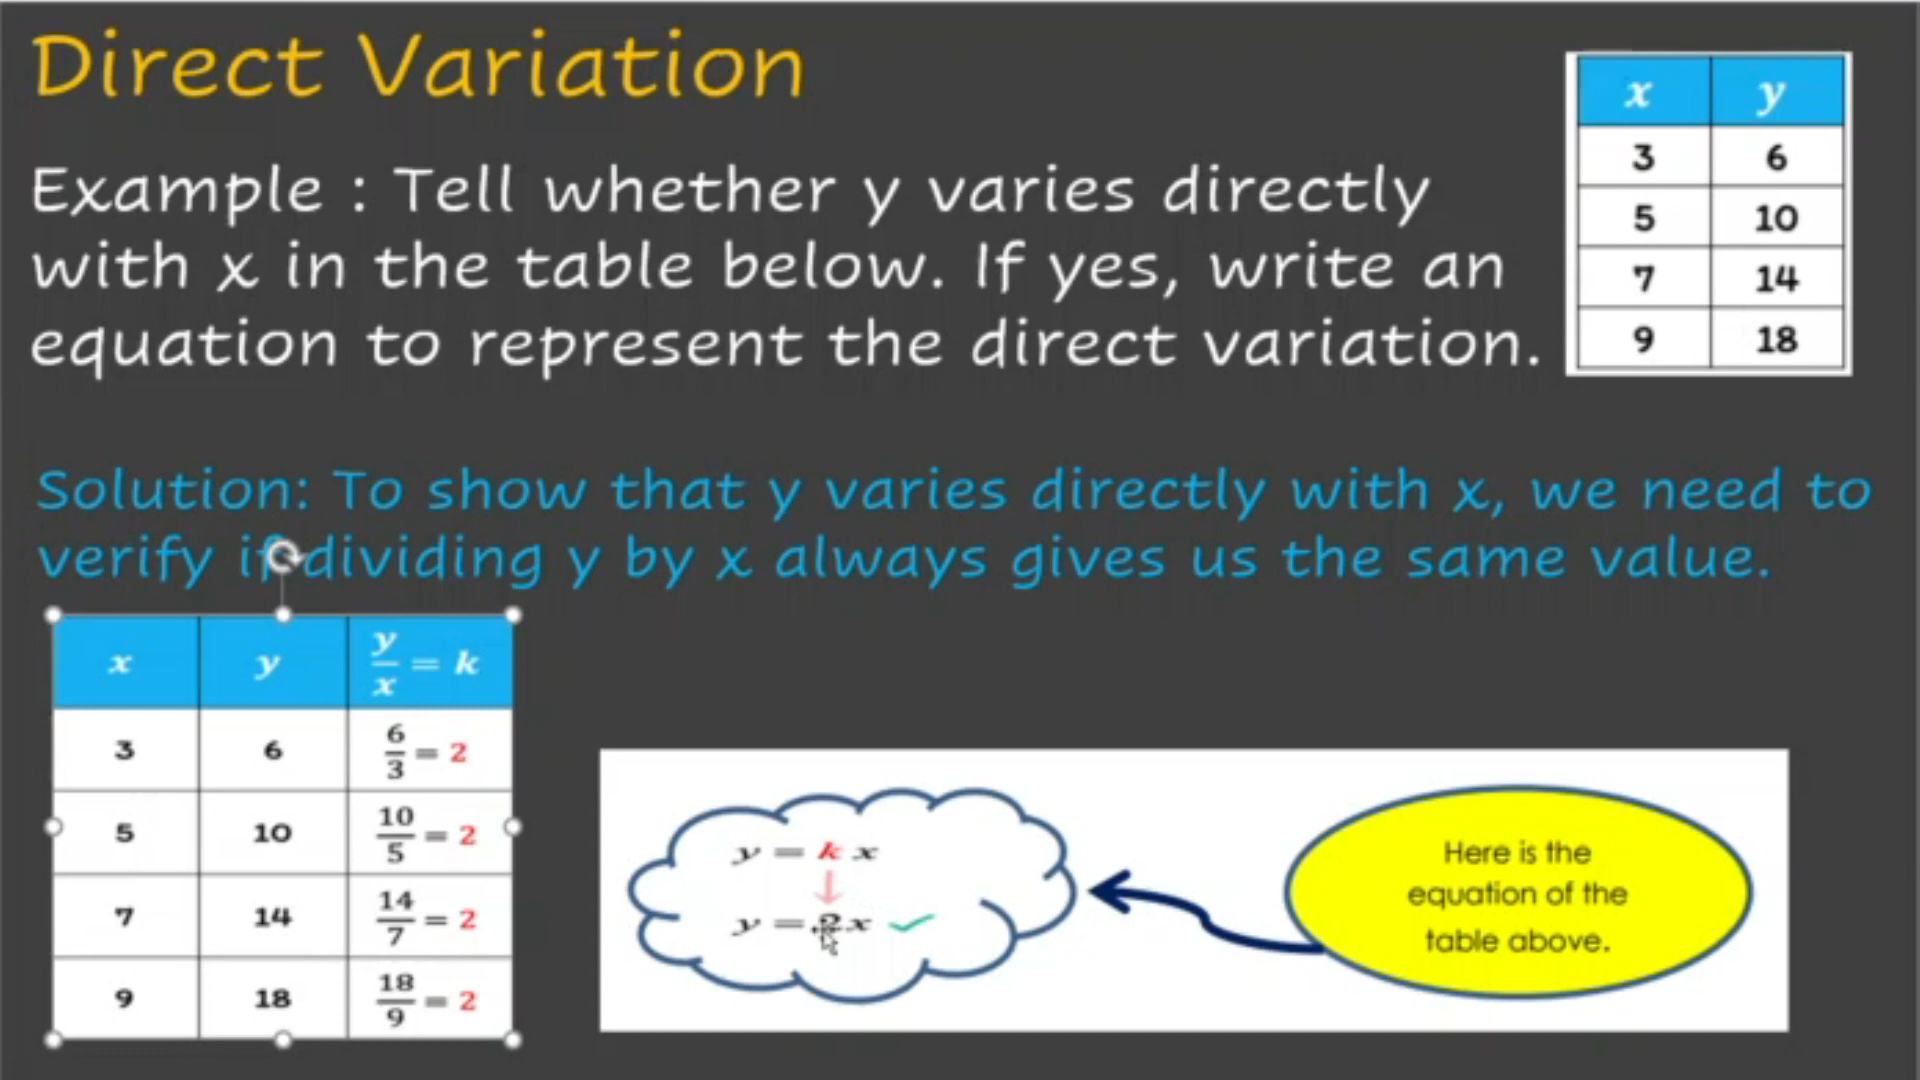 Direct Variation
Example : Tell whether y varies directly
with x in the table below. If yes, write an
equation to represent the direct variation.
x y
3 6
5 10
7 14
9 18
Solution: To show that y varies directly with x, we need to
verify if dividing y by x always gives us the same value.
x y y/x = k
3 6 6/3 = 2
5 10 10/5 = 2
7 14 14/7 = 2
9 18 18/9 = 2
y = k x
y = 2x
Here is the
equation of the
table above.